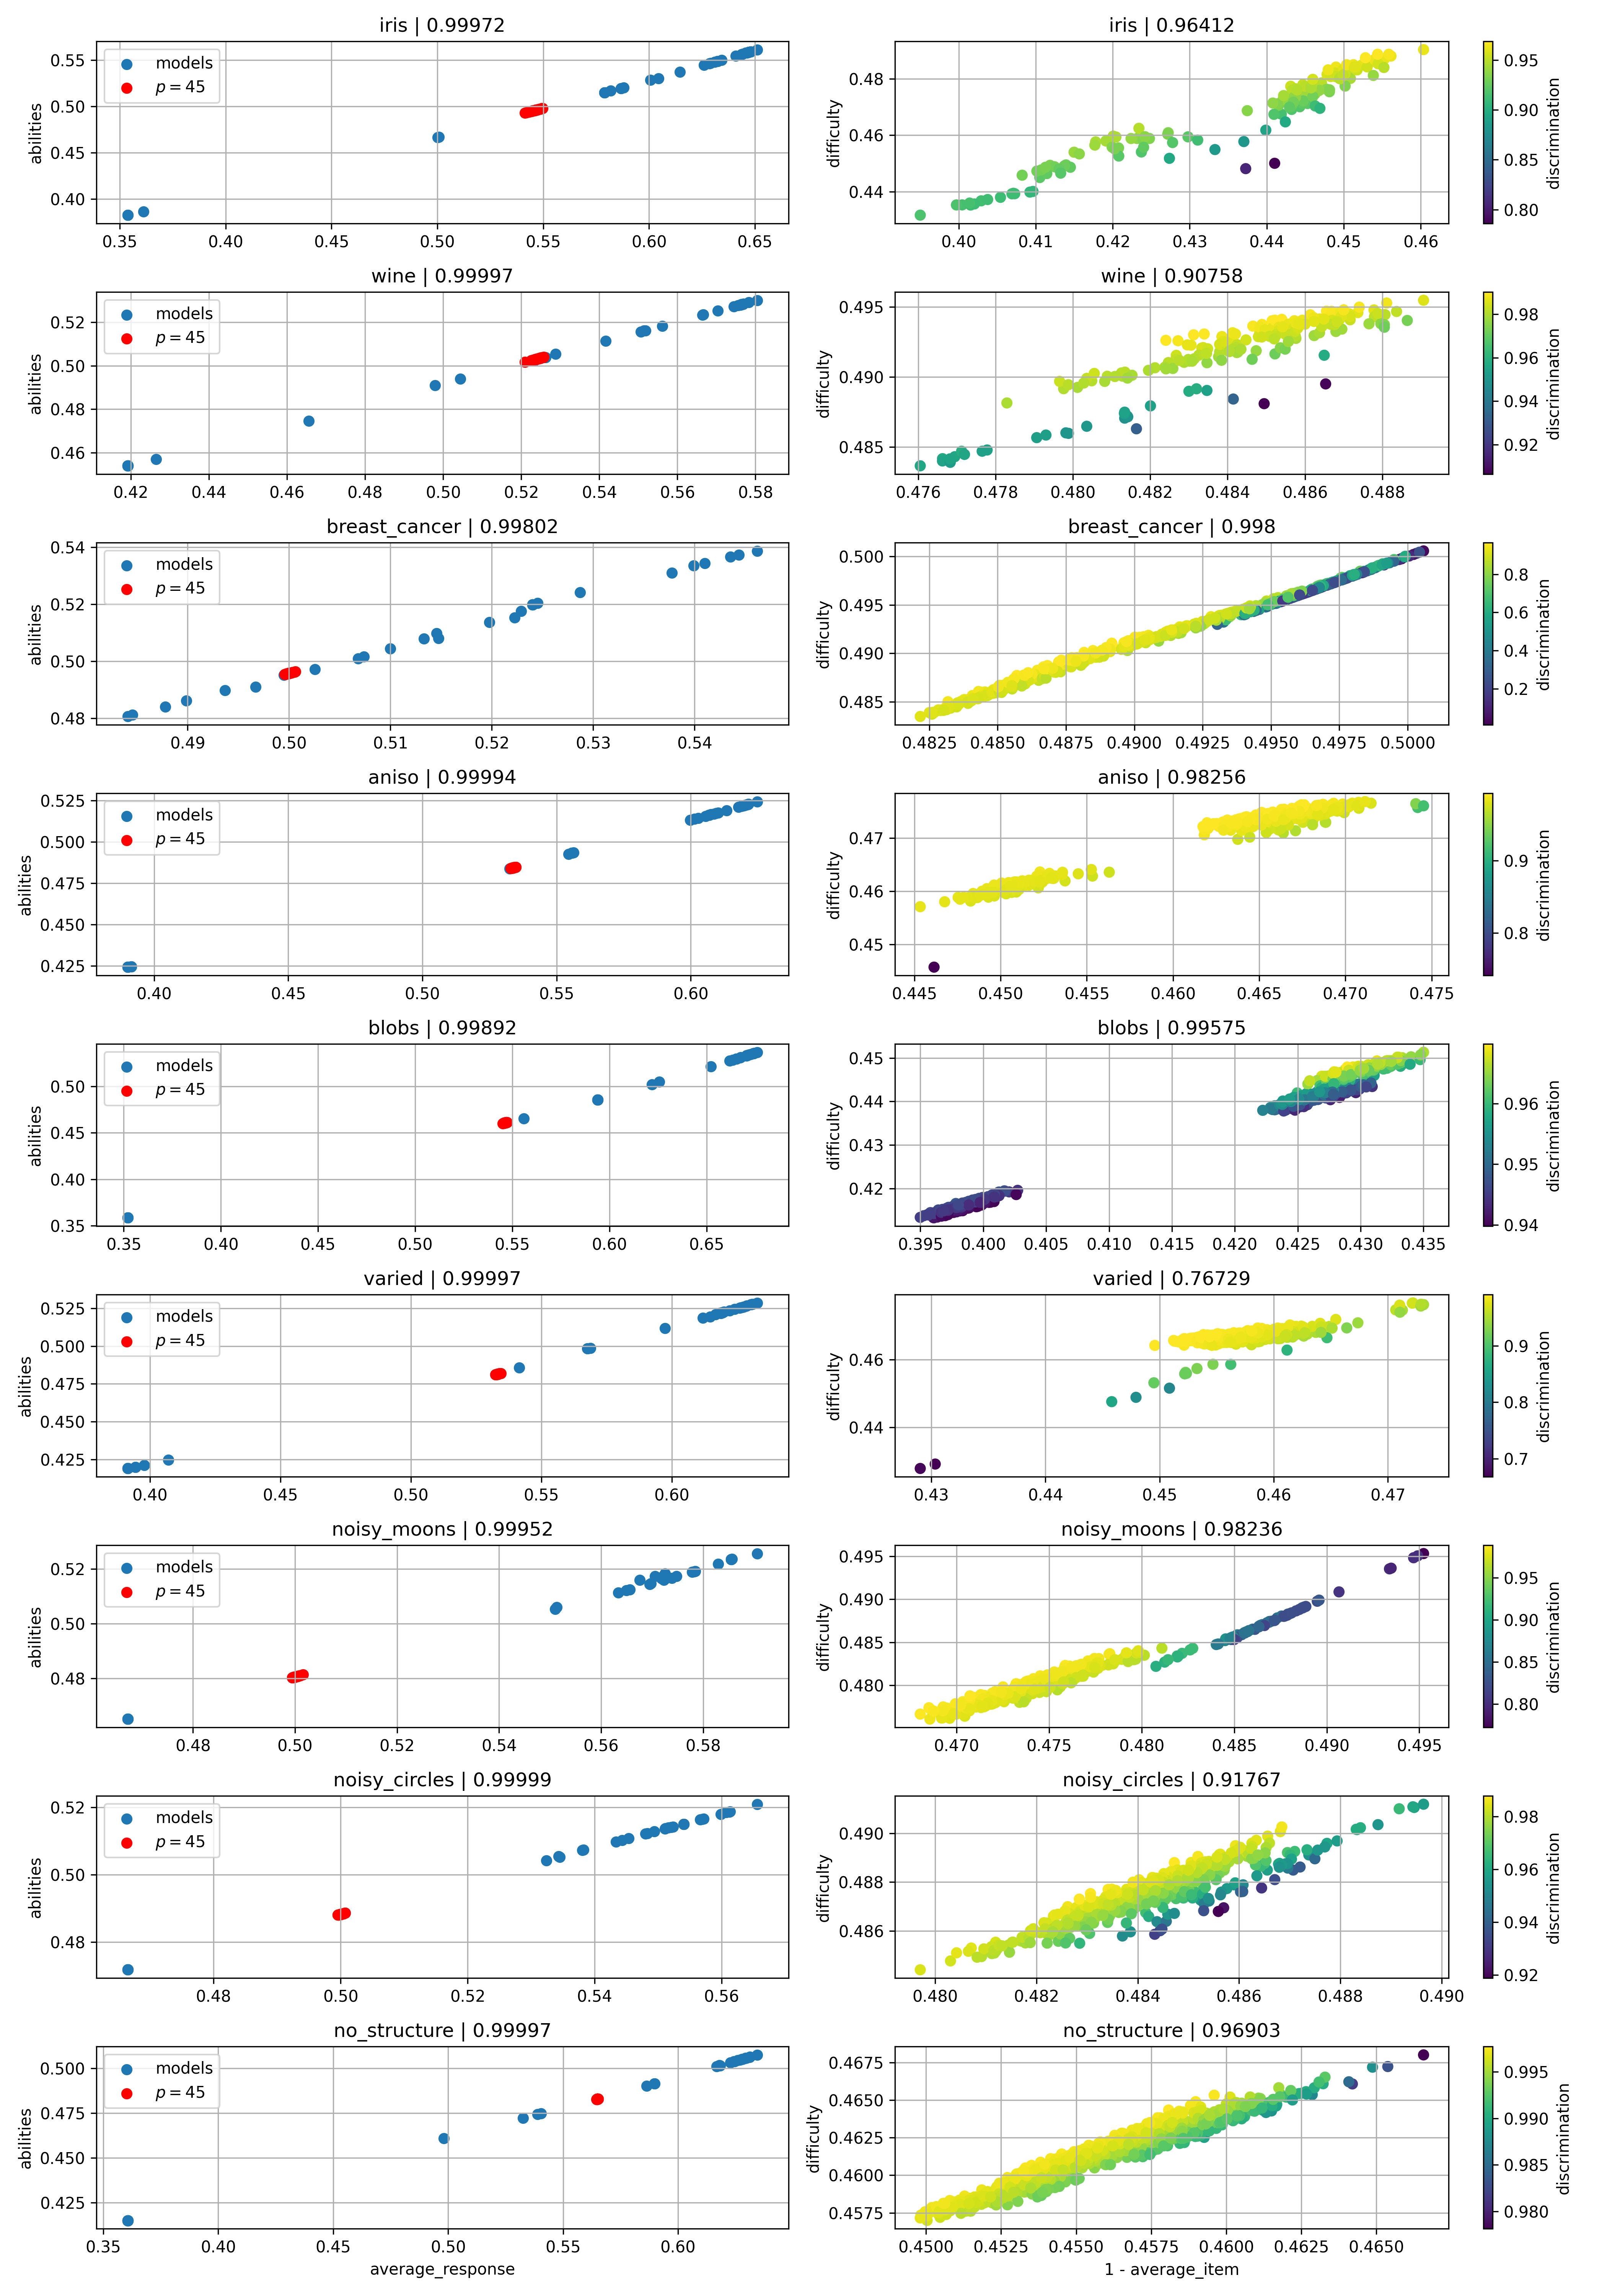 iris | 0.99972
abilities
0.55
0.50
0.45
0.40
models
p = 45
0.35 0.40 0.45 0.50 0.55 0.60 0.65
iris | 0.96412
difficulty
0.48
0.46
0.44
0.40 0.41 0.42 0.43 0.44 0.45 0.46
0.95
0.90
0.85
0.80
discrimination
wine | 0.99997
abilities
0.52
0.50
0.48
0.46
models
p = 45
0.42 0.44 0.46 0.48 0.50 0.52 0.54 0.56 0.58
wine | 0.90758
difficulty
0.495
0.490
0.485
0.476 0.478 0.480 0.482 0.484 0.486 0.488
0.98
0.96
0.94
0.92
discrimination
breast_cancer | 0.99802
abilities
0.54
0.52
0.50
0.48
models
p = 45
0.49 0.50 0.51 0.52 0.53 0.54
breast_cancer | 0.998
difficulty
0.500
0.495
0.490
0.485
0.4825 0.4850 0.4875 0.4900 0.4925 0.4950 0.4975 0.5000
0.8
0.6
0.4
0.2
discrimination
aniso | 0.99994
abilities
0.525
0.500
0.475
0.450
0.425
models
p = 45
0.40 0.45 0.50 0.55 0.60
aniso | 0.98256
difficulty
0.47
0.46
0.45
0.445 0.450 0.455 0.460 0.465 0.470 0.475
0.9
0.8
discrimination
blobs | 0.99892
abilities
0.50
0.45
0.40
0.35
models
p = 45
0.35 0.40 0.45 0.50 0.55 0.60 0.65
blobs | 0.99575
difficulty
0.45
0.44
0.43
0.42
0.395 0.400 0.405 0.410 0.415 0.420 0.425 0.430 0.435
0.96
0.95
0.94
discrimination
varied | 0.99997
abilities
0.525
0.500
0.475
0.450
0.425
models
p = 45
0.40 0.45 0.50 0.55 0.60
varied | 0.76729
difficulty
0.46
0.44
0.43 0.44 0.45 0.46 0.47
0.9
0.8
0.7
discrimination
noisy_moons | 0.99952
abilities
0.52
0.50
0.48
models
p = 45
0.48 0.50 0.52 0.54 0.56 0.58
noisy_moons | 0.98236
difficulty
0.495
0.490
0.485
0.480
0.470 0.475 0.480 0.485 0.490 0.495
0.95
0.90
0.85
0.80
discrimination
noisy_circles | 0.99999
abilities
0.52
0.50
0.48
models
p = 45
0.48 0.50 0.52 0.54 0.56
noisy_circles | 0.91767
difficulty
0.490
0.488
0.486
0.480 0.482 0.484 0.486 0.488 0.490
0.98
0.96
0.94
0.92
discrimination
no_structure | 0.99997
abilities
0.500
0.475
0.450
0.425
models
p = 45
0.35 0.40 0.45 0.50 0.55 0.60
average_response
no_structure | 0.96903
difficulty
0.4675
0.4650
0.4625
0.4600
0.4575
0.4500 0.4525 0.4550 0.4575 0.4600 0.4625 0.4650
1 - average_item
0.995
0.990
0.985
0.980
discrimination